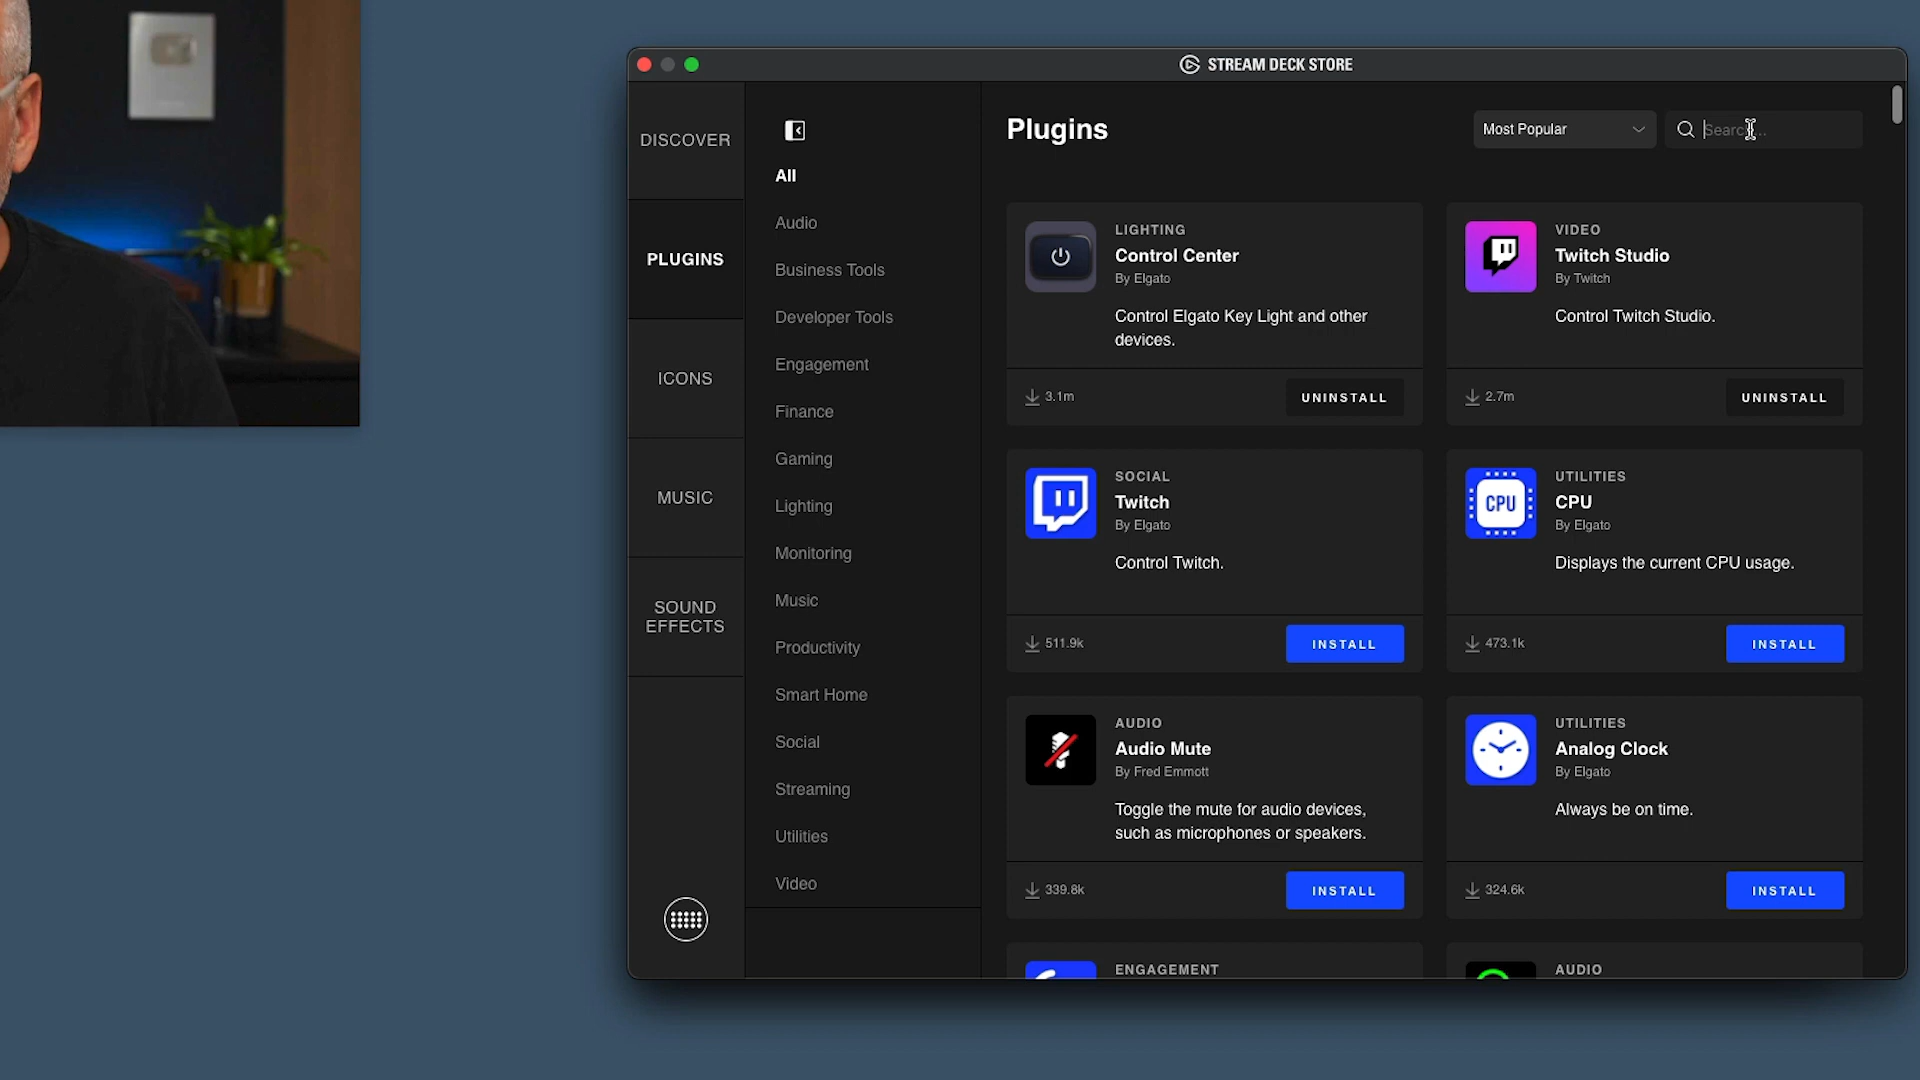 STREAM DECK STORE
DISCOVER
PLUGINS
ICONS
MUSIC
SOUND
EFFECTS
All
Audio
Business Tools
Developer Tools
Engagement
Finance
Gaming
Lighting
Monitoring
Music
Productivity
Smart Home
Social
Streaming
Utilities
Video
Plugins
Most Popular
Search...
LIGHTING
Control Center
By Elgato
Control Elgato Key Light and other
devices.
3.1m
UNINSTALL
VIDEO
Twitch Studio
By Twitch
Control Twitch Studio.
2.7m
UNINSTALL
SOCIAL
Twitch
By Elgato
Control Twitch.
511.9k
INSTALL
CPU
UTILITIES
CPU
By Elgato
Displays the current CPU usage.
473.1k
INSTALL
AUDIO
Audio Mute
By Fred Emmott
Toggle the mute for audio devices,
such as microphones or speakers.
339.8k
INSTALL
UTILITIES
Analog Clock
By Elgato
Always be on time.
324.6k
INSTALL
ENGAGEMENT
AUDIO